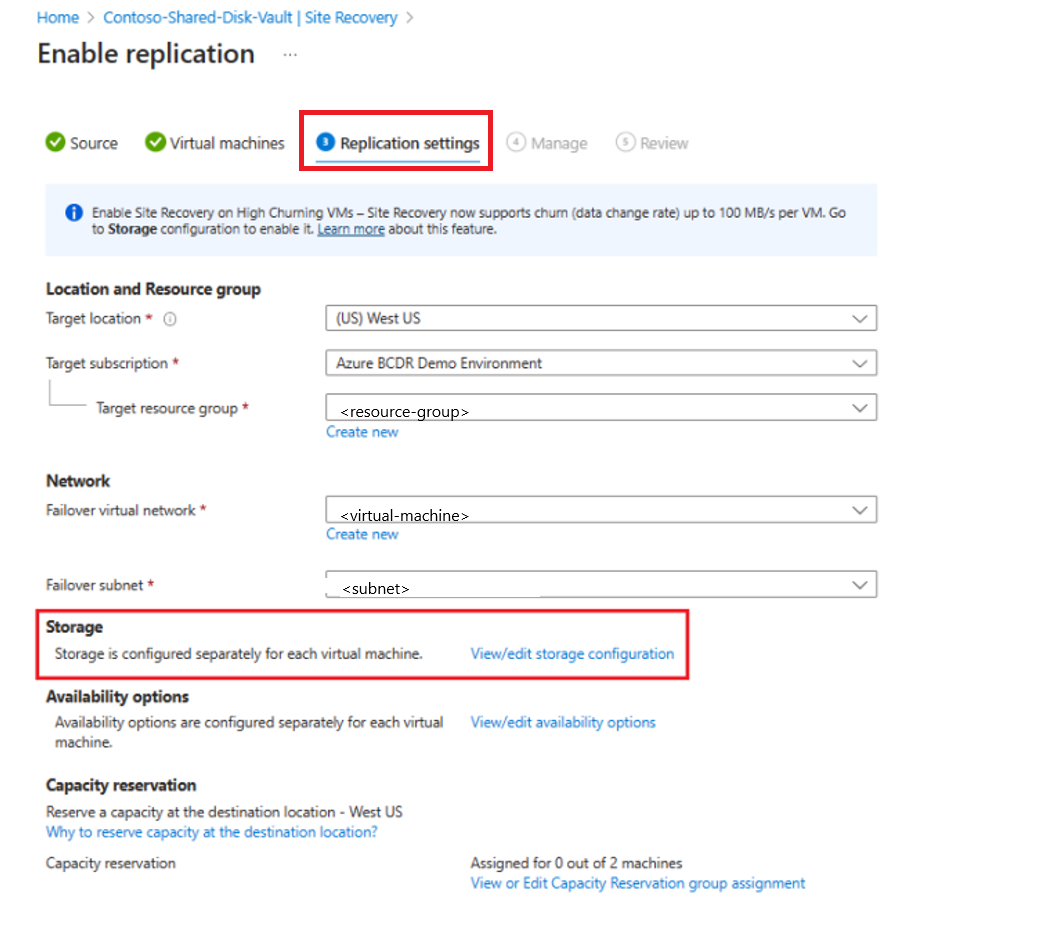 Home > Contoso-Shared-Disk-Vault | Site Recovery >
Enable replication ...
Source Virtual machines 3 Replication settings 4 Manage 5 Review
Enable Site Recovery on High Churning VMs – Site Recovery now supports churn (data change rate) up to 100 MB/s per VM. Go
to Storage configuration to enable it. Learn more about this feature.
Location and Resource group
Target location *
(US) West US
Target subscription *
Azure BCDR Demo Environment
Target resource group *
<resource-group>
Create new
Network
Failover virtual network *
<virtual-machine>
Create new
Failover subnet *
<subnet>
Storage
Storage is configured separately for each virtual machine. View/edit storage configuration
Availability options
Availability options are configured separately for each virtual View/edit availability options
machine.
Capacity reservation
Reserve a capacity at the destination location - West US
Why to reserve capacity at the destination location?
Capacity reservation Assigned for 0 out of 2 machines
View or Edit Capacity Reservation group assignment